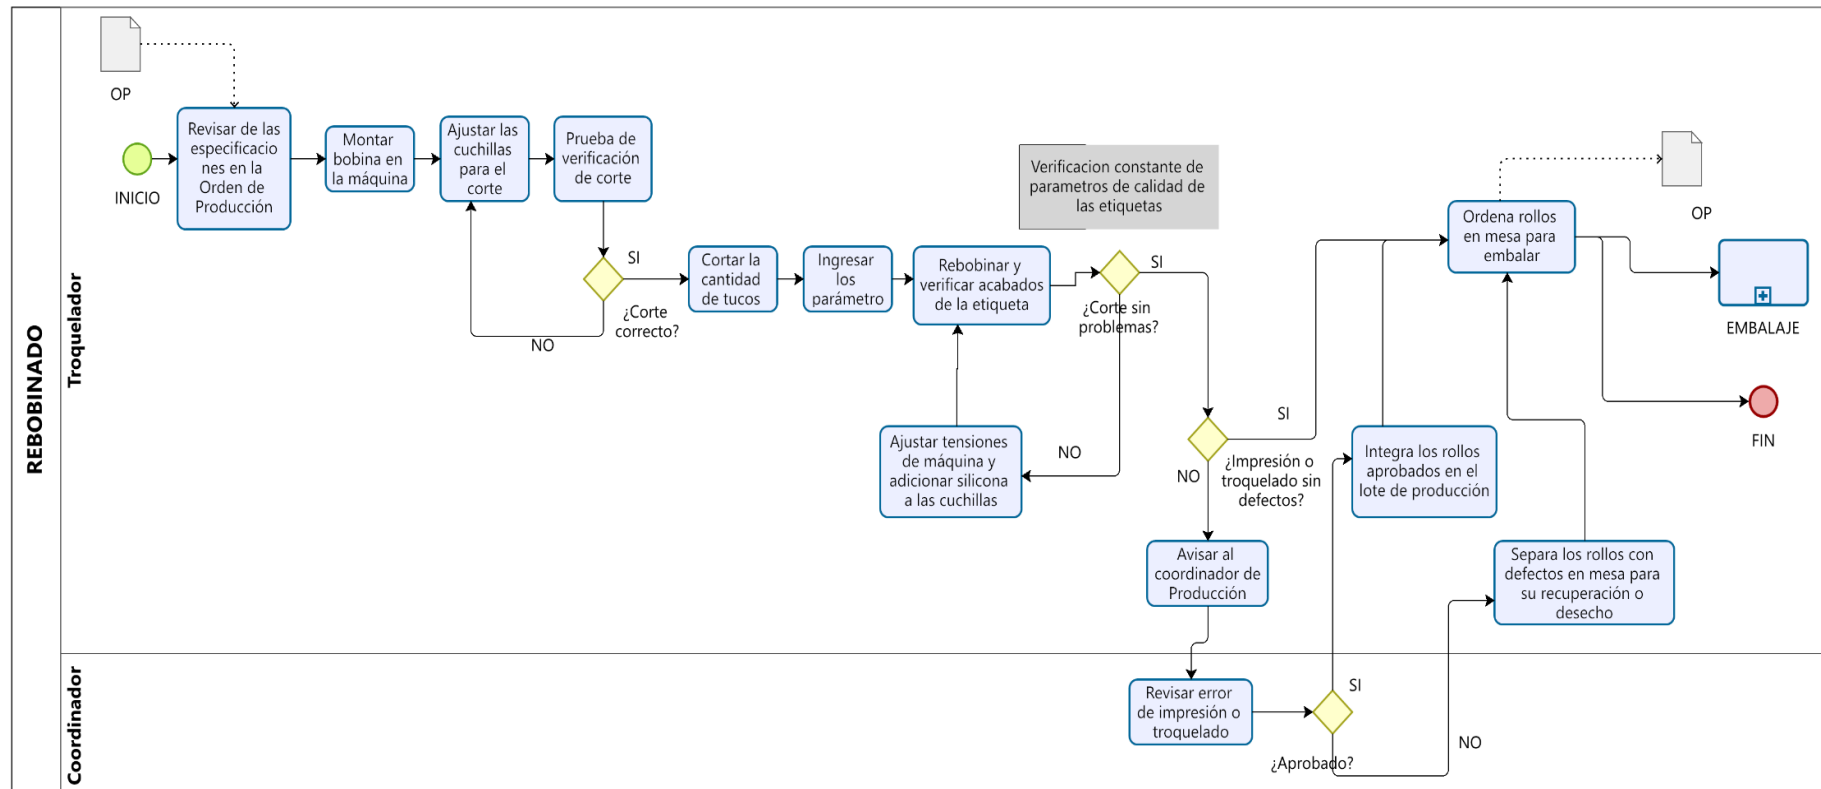 REBOBINADO
Troquelador
OP
INICIO
Revisar de las
especificacio
nes en la
Orden de
Producción
Montar
bobina en
la máquina
Ajustar las
cuchillas
para el
corte
Prueba de
verificación
de corte
SI
¿Corte
correcto?
NO
Cortar la
cantidad
de tucos
Ingresar
los
parámetro
Rebobinar y
verificar acabados
de la etiqueta
Verificacion constante de
parametros de calidad de
las etiquetas
SI
¿Corte sin
problemas?
NO
Ajustar tensiones
de máquina y
adicionar silicona
a las cuchillas
SI
¿Impresión o
troquelado sin
defectos?
NO
Avisar al
coordinador de
Producción
Integra los rollos
aprobados en el
lote de producción
Ordena rollos
en mesa para
embalar
OP
EMBALAJE
FIN
Separa los rollos con
defectos en mesa para
su recuperación o
desecho
Coordinador
Revisar error
de impresión o
troquelado
SI
¿Aprobado?
NO